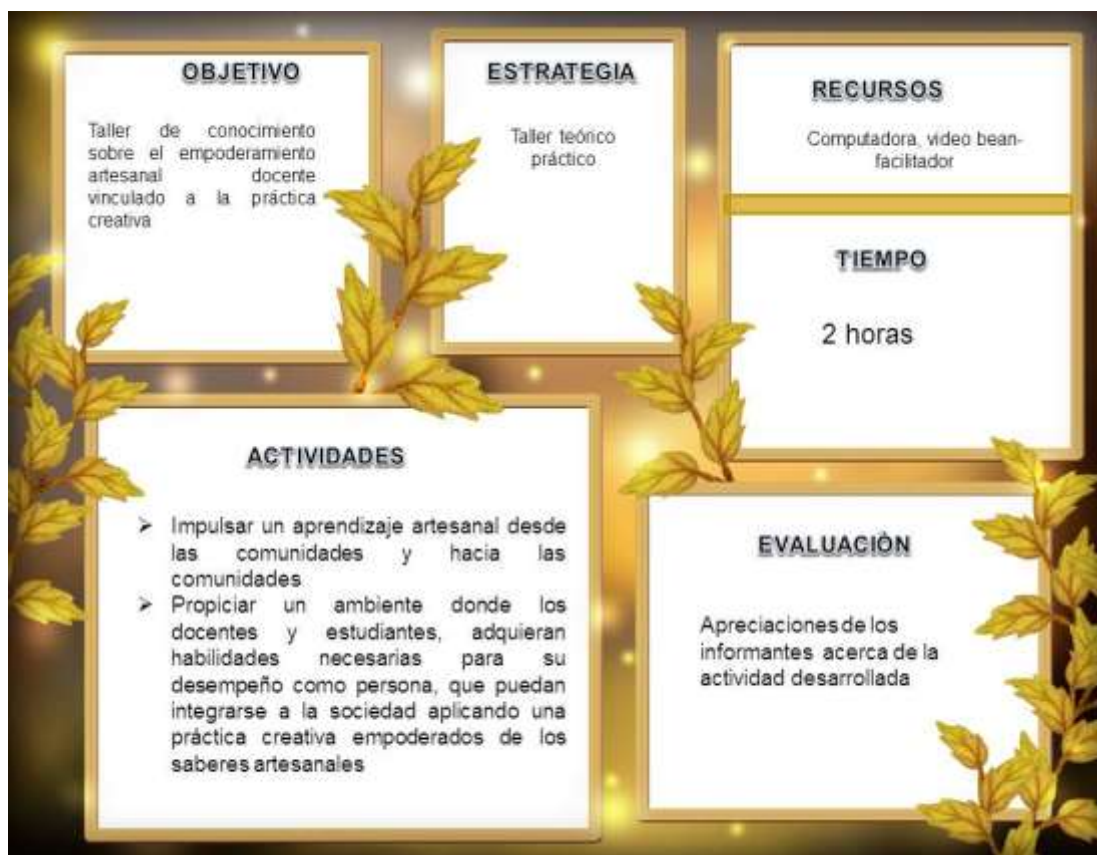 OBJETIVO
Taller de conocimiento
sobre el empoderamiento
artesanal docente
vinculado a la práctica
creativa
ESTRATEGIA
Taller teórico
práctico
RECURSOS
Computadora, video bean-
facilitador
TIEMPO
2 horas
ACTIVIDADES
➢ Impulsar un aprendizaje artesanal desde
las comunidades y hacia las
comunidades
➢ Propiciar un ambiente donde los
docentes y estudiantes, adquieran
habilidades necesarias para su
desempeño como persona, que puedan
integrarse a la sociedad aplicando una
práctica creativa empoderados de los
saberes artesanales
EVALUACIÒN
Apreciaciones de los
informantes acerca de la
actividad desarrollada